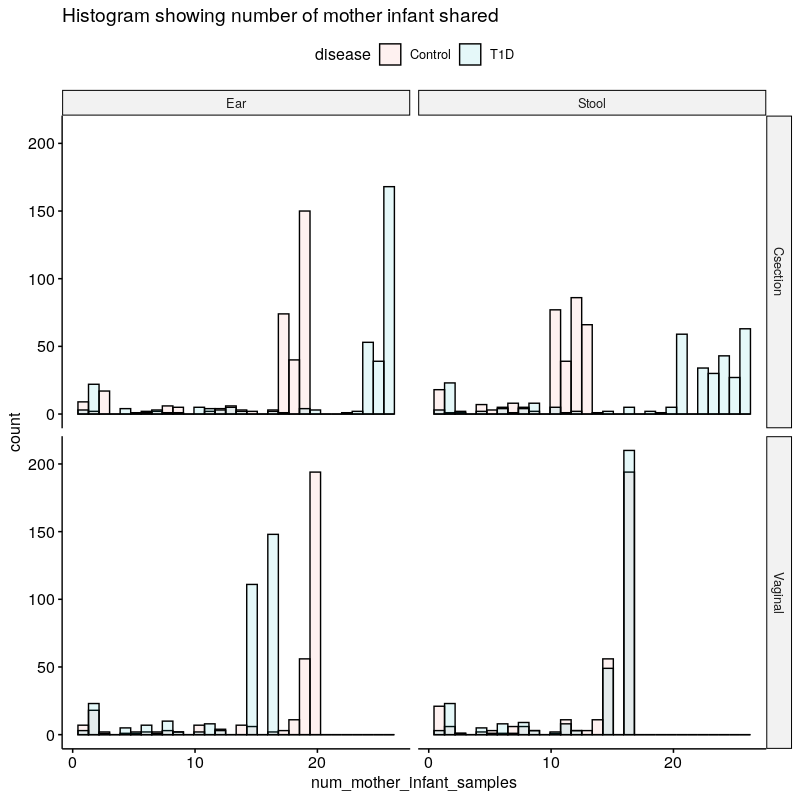 Histogram showing number of mother infant shared
disease Control T1D
Ear Stool
200
150
100
50
0
Csection
count
200
150
100
50
0
Vaginal
0 10 20 0 10 20
num_mother_infant_samples